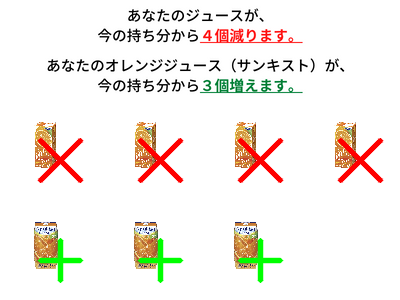 あなたのジュースが、
今の持ち分から４個減ります。
あなたのオレンジジュース（サンキスト）が、
今の持ち分から３個増えます。